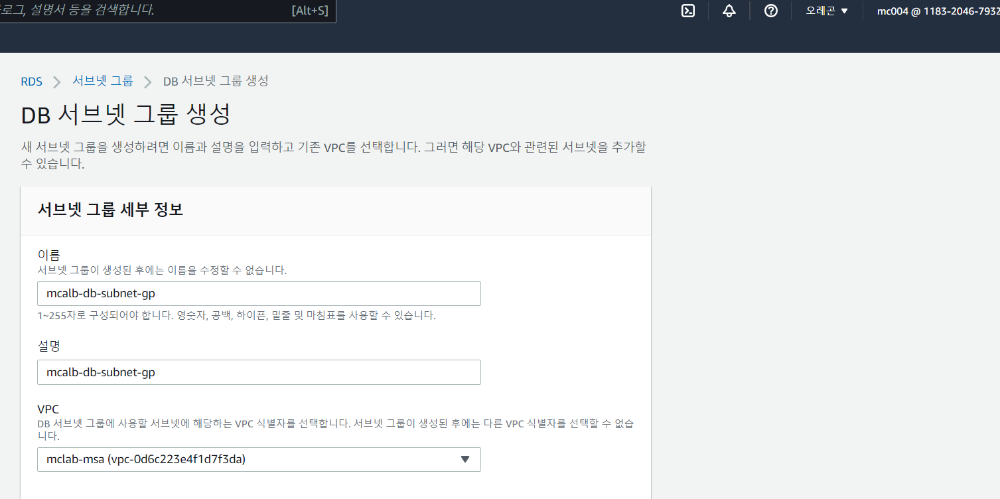 로그, 설명서 등을 검색합니다. [Alt+S] 오레곤 ▼ mc004 @ 1183-2046-7932
RDS > 서브넷 그룹 > DB 서브넷 그룹 생성
DB 서브넷 그룹 생성
새 서브넷 그룹을 생성하려면 이름과 설명을 입력하고 기존 VPC를 선택합니다. 그러면 해당 VPC와 관련된 서브넷을 추가할
수 있습니다.
서브넷 그룹 세부 정보
이름
서브넷 그룹이 생성된 후에는 이름을 수정할 수 없습니다.
mcalb-db-subnet-gp
1~255자로 구성되어야 합니다. 영숫자, 공백, 하이픈, 밑줄 및 마침표를 사용할 수 있습니다.
설명
mcalb-db-subnet-gp
VPC
DB 서브넷 그룹에 사용할 서브넷에 해당하는 VPC 식별자를 선택합니다. 서브넷 그룹이 생성된 후에는 다른 VPC 식별자를 선택할 수 없습
니다.
mclab-msa (vpc-0d6c223e4f1d7f3da)